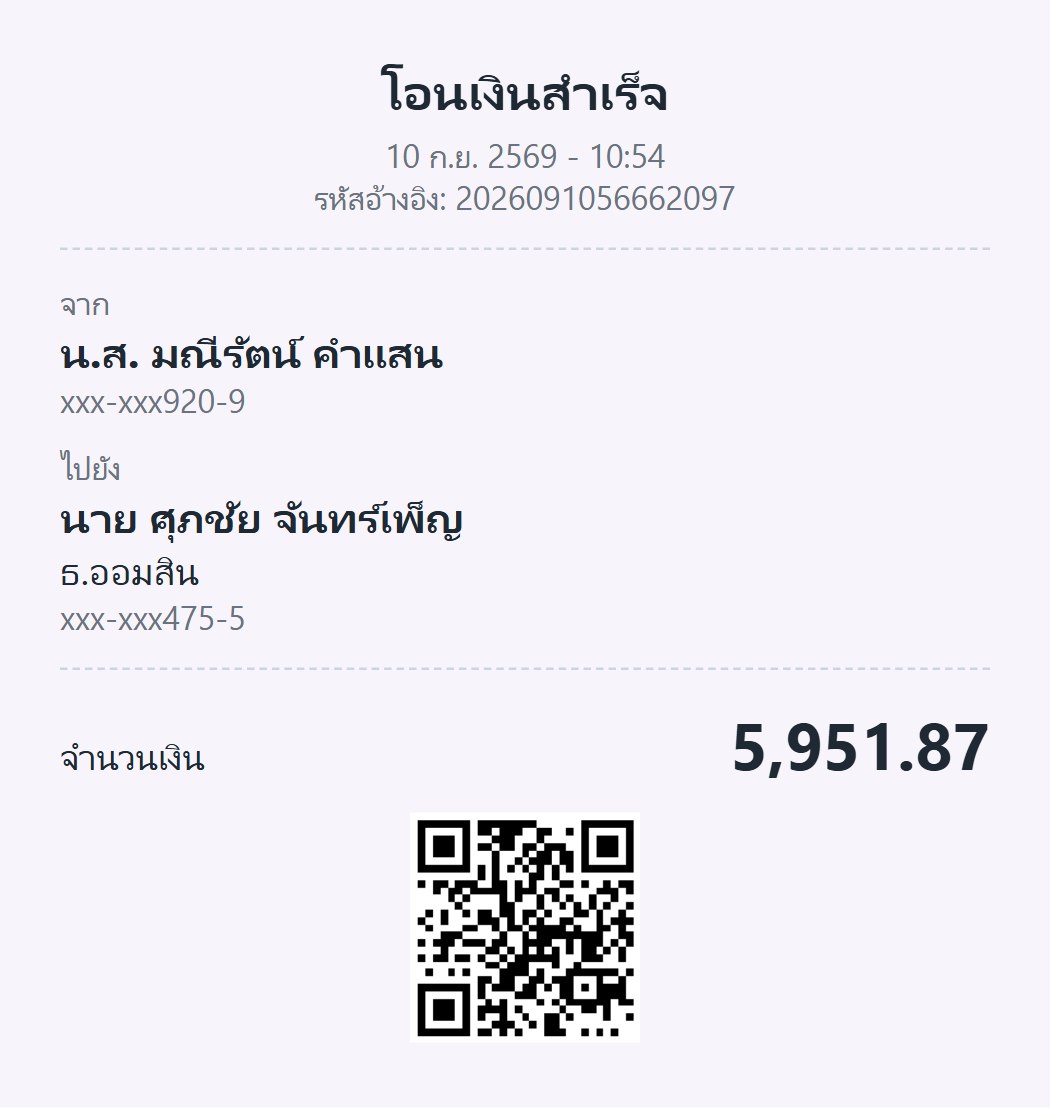 โอนเงินสำเร็จ
10 ก.ย. 2569 - 10:54
รหัสอ้างอิง: 2026091056662097
จาก
น.ส. มณีรัตน์ คำแสน
xxx-xxx920-9
ไปยัง
นาย ศุภชัย จันทร์เพ็ญ
ธ.ออมสิน
xxx-xxx475-5
จำนวนเงิน
5,951.87